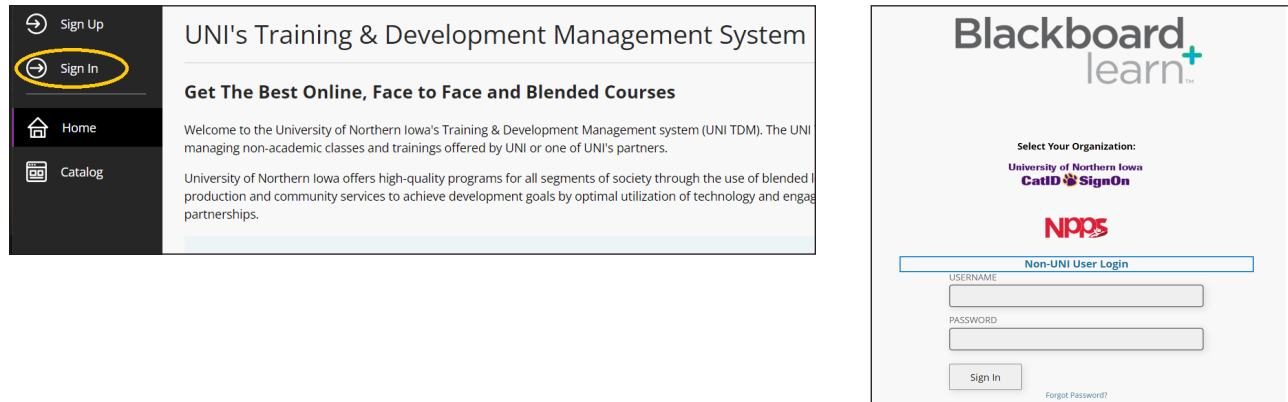 Sign Up
Sign In
Home
Catalog
UNI's Training & Development Management System
Get The Best Online, Face to Face and Blended Courses
Welcome to the University of Northern Iowa's Training & Development Management system (UNI TDM). The UNI
managing non-academic classes and trainings offered by UNI or one of UNI's partners.
University of Northern Iowa offers high-quality programs for all segments of society through the use of blended
production and community services to achieve development goals by optimal utilization of technology and engag
partnerships.
Blackboard
learn+
Select Your Organization:
University of Northern Iowa
CatID SignOn
NPPS
Non-UNI User Login
USERNAME
PASSWORD
Sign In
Forgot Password?